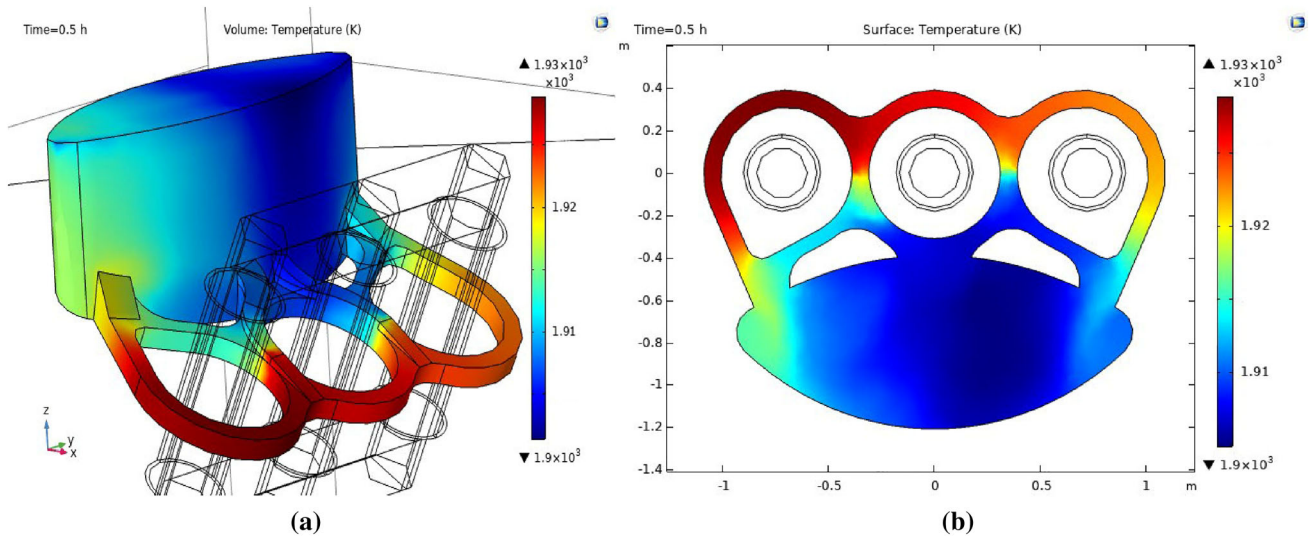 Time=0.5 h
Volume: Temperature (K)
▲ 1.93×10³
×10³
1.92
1.91
▼ 1.9×10³
z
y
x
(a)
Time=0.5 h
Surface: Temperature (K)
m
0.4
0.2
0
-0.2
-0.4
-0.6
-0.8
-1
-1.2
-1.4
-1
-0.5
0
0.5
1
m
▲ 1.93×10³
×10³
1.92
1.91
▼ 1.9×10³
(b)